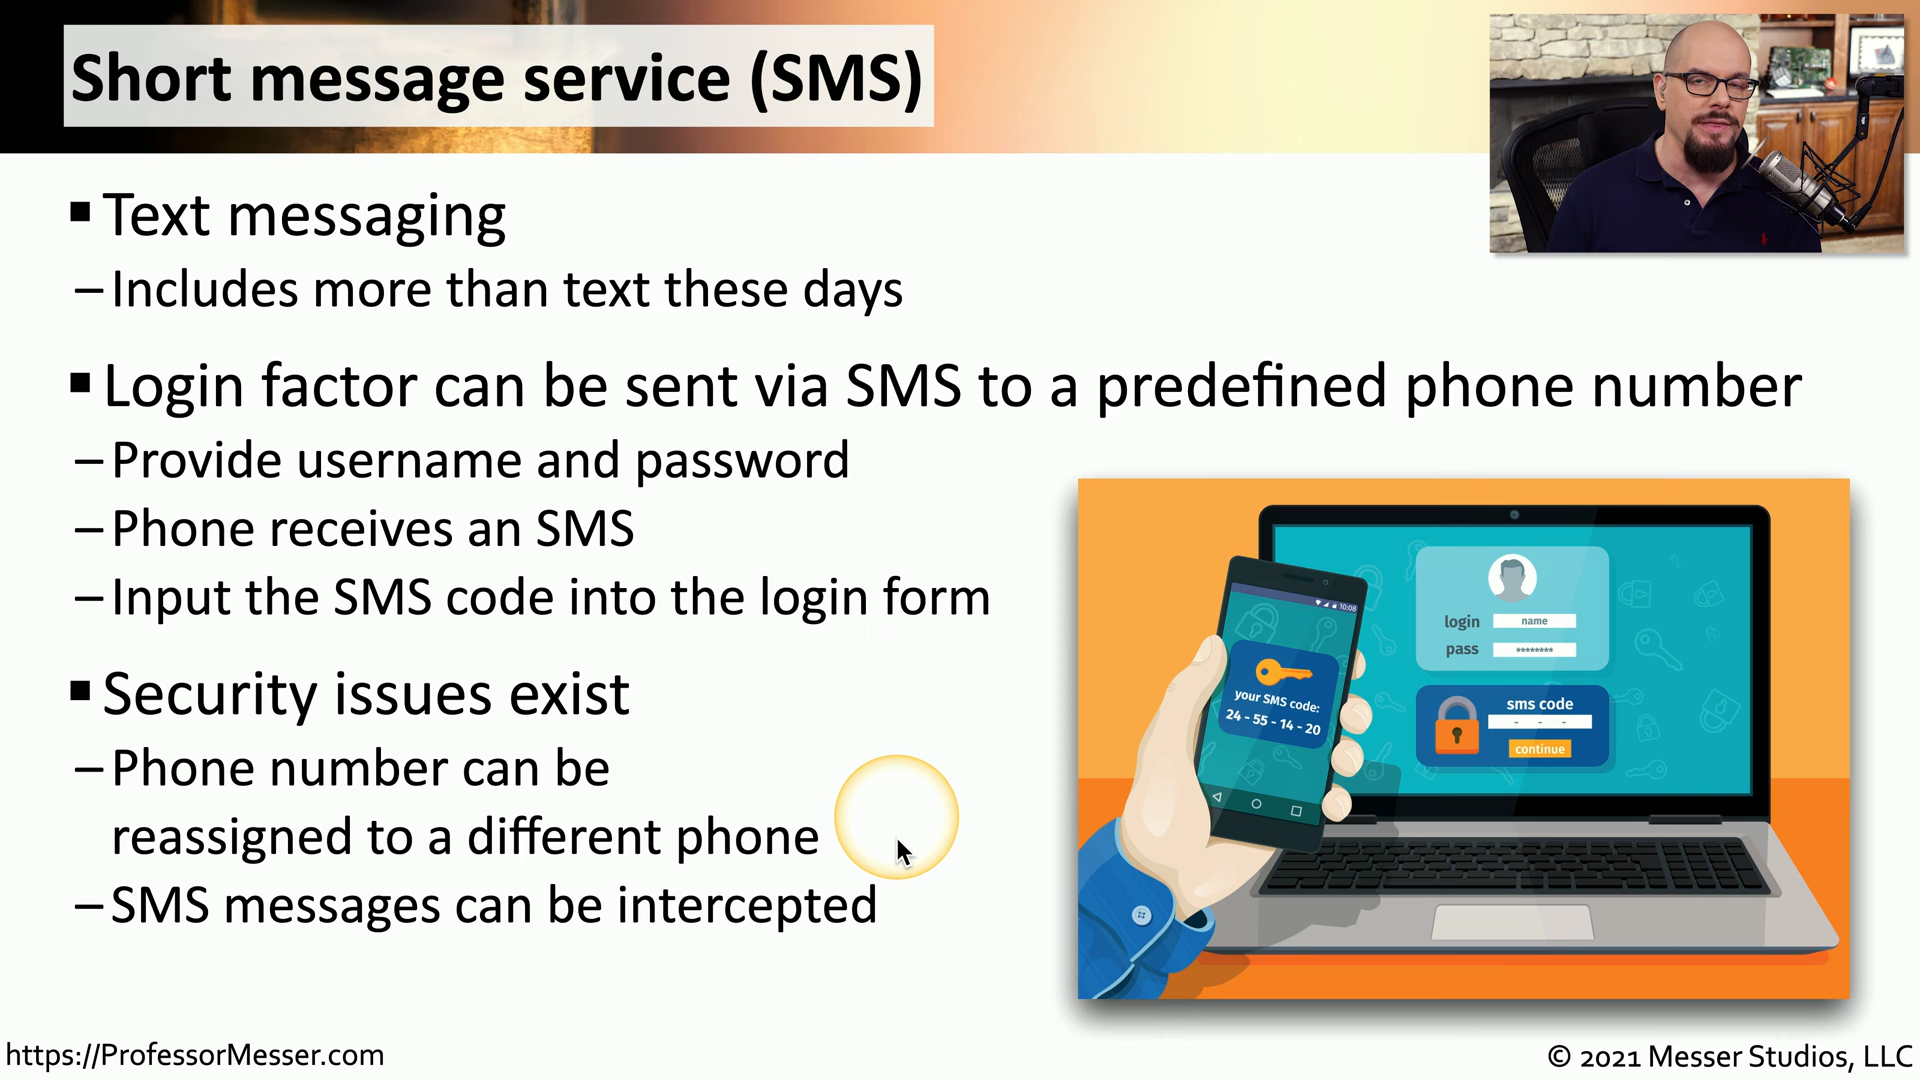 Short message service (SMS)
▪ Text messaging
– Includes more than text these days
▪ Login factor can be sent via SMS to a predefined phone number
– Provide username and password
– Phone receives an SMS
– Input the SMS code into the login form
▪ Security issues exist
– Phone number can be
reassigned to a different phone
– SMS messages can be intercepted
10:08
your SMS code:
24 - 55 - 14 - 20
login name
pass ********
sms code
- - -
continue
https://ProfessorMesser.com
© 2021 Messer Studios, LLC